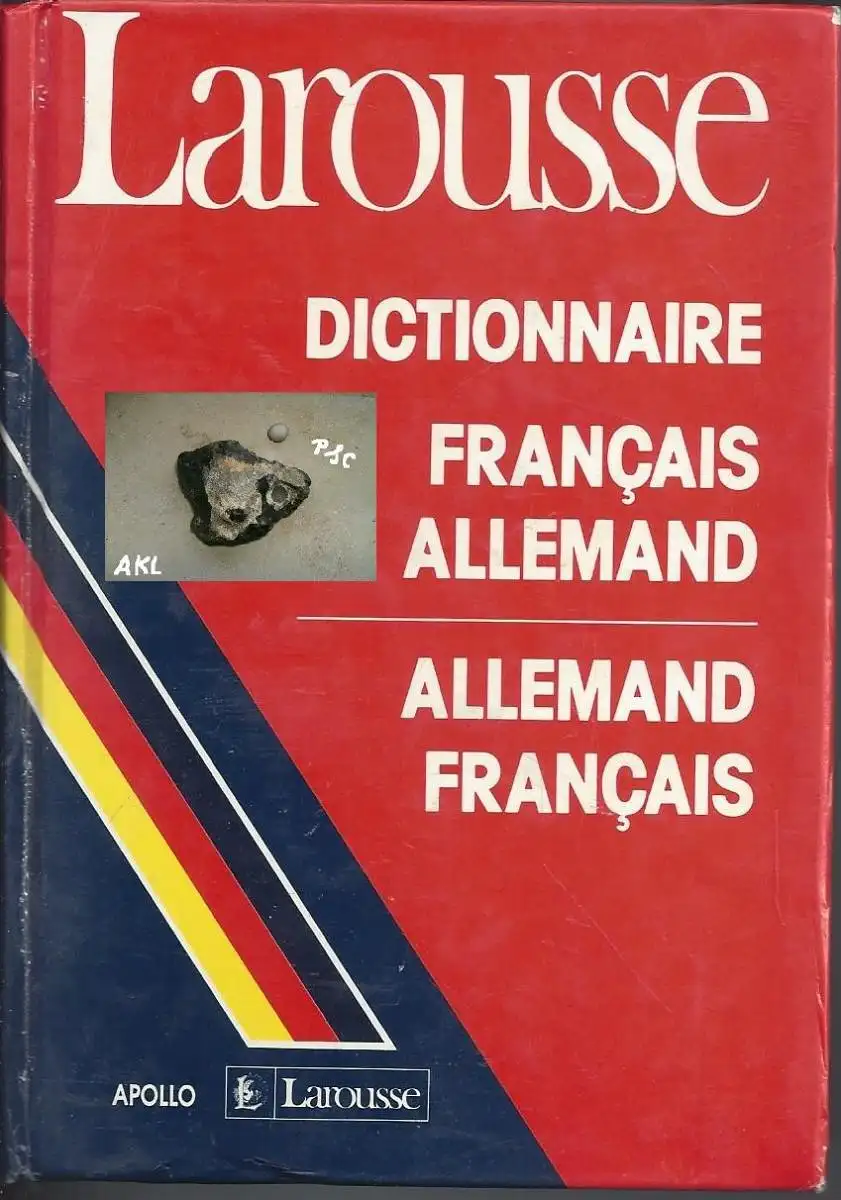 Larousse
DICTIONNAIRE
FRANÇAIS
ALLEMAND
PSC
AKL
ALLEMAND
FRANÇAIS
APOLLO
Larousse